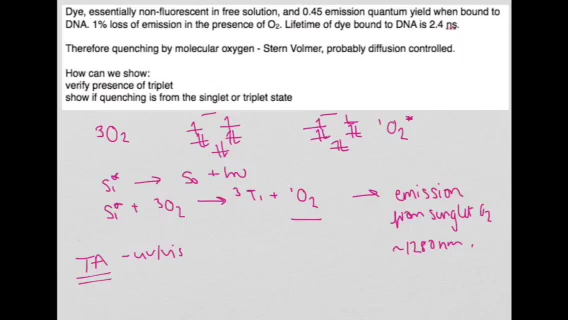 Dye, essentially non-fluorescent in free solution, and 0.45 emission quantum yield when bound to
DNA. 1% loss of emission in the presence of O₂. Lifetime of dye bound to DNA is 2.4 ns.
Therefore quenching by molecular oxygen - Stern Volmer, probably diffusion controlled.
How can we show:
verify presence of triplet
show if quenching is from the singlet or triplet state
³O₂ ¹O₂*
S₁* → S₀ + hν
S₁* + ³O₂ → ³T₁ + ¹O₂ → emission
from singlet O₂
~1280nm.
TA - uv/vis